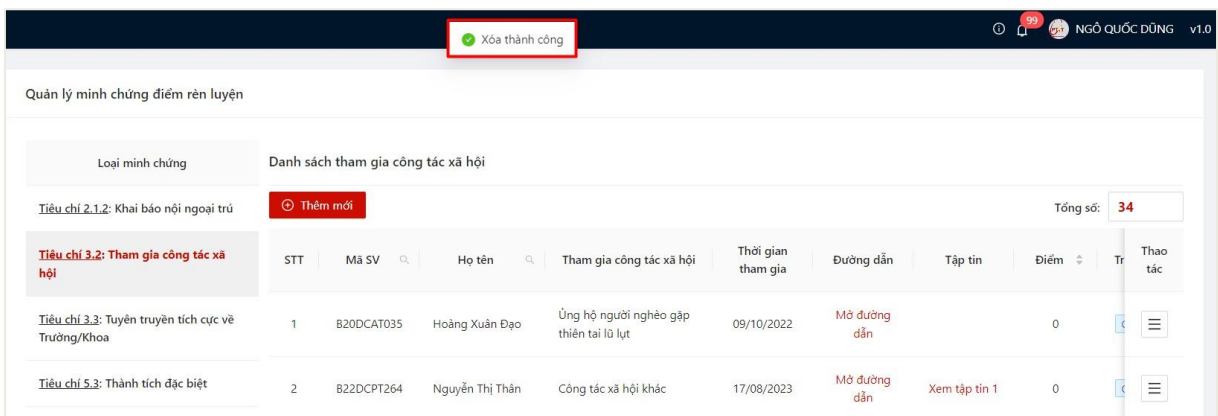 Xóa thành công
99
NGÔ QUỐC DŨNG
v1.0
Quản lý minh chứng điểm rèn luyện
Loại minh chứng
Tiêu chí 2.1.2: Khai báo nội ngoại trú
Tiêu chí 3.2: Tham gia công tác xã
hội
Tiêu chí 3.3: Tuyên truyền tích cực về
Trường/Khoa
Tiêu chí 5.3: Thành tích đặc biệt
Danh sách tham gia công tác xã hội
Thêm mới
Tổng số: 34
STT
Mã SV
Họ tên
Tham gia công tác xã hội
Thời gian
tham gia
Đường dẫn
Tập tin
Điểm
Tr
Thao
tác
1
B20DCAT035
Hoàng Xuân Đạo
Ủng hộ người nghèo gặp
thiên tai lũ lụt
09/10/2022
Mở đường
dẫn
0
2
B22DCPT264
Nguyễn Thị Thân
Công tác xã hội khác
17/08/2023
Mở đường
dẫn
Xem tập tin 1
0